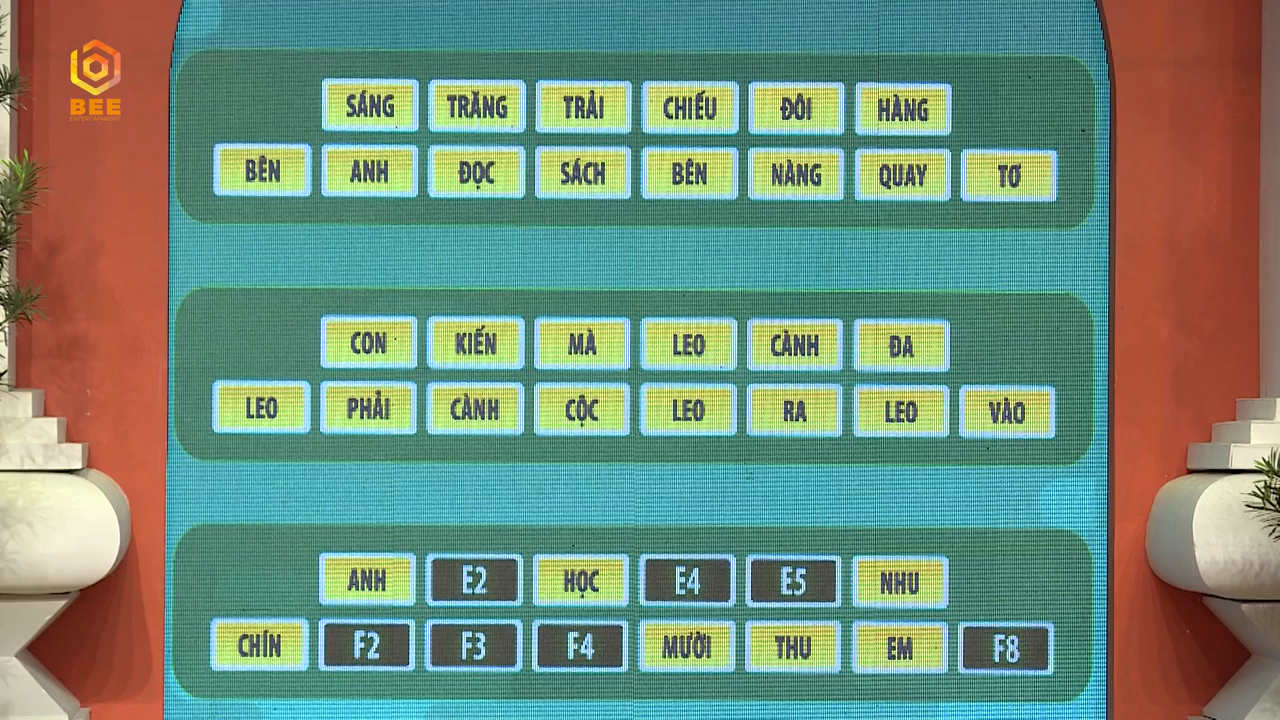 BEE
ENTERTAINMENT
SÁNG TRĂNG TRẢI CHIẾU ĐÔI HÀNG
BÊN ANH ĐỌC SÁCH BÊN NÀNG QUAY TƠ
CON KIẾN MÀ LEO CÀNH ĐA
LEO PHẢI CÀNH CỘC LEO RA LEO VÀO
ANH E2 HỌC E4 E5 NHU
CHÍN F2 F3 F4 MƯỜI THU EM F8